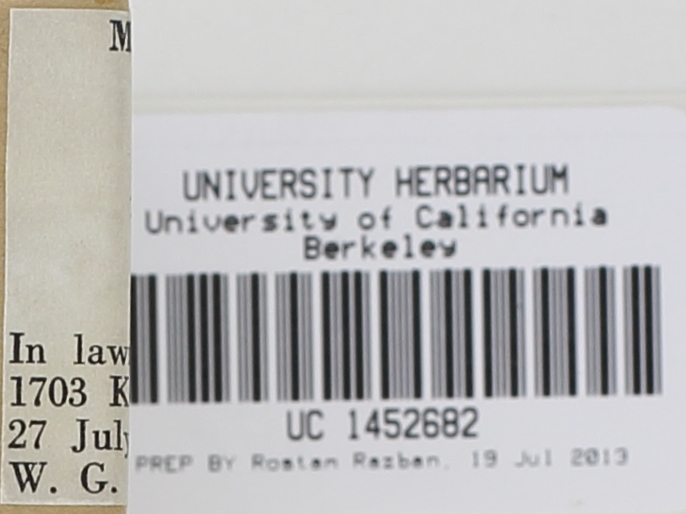 M
In law
1703 K
27 July
W. G.
UNIVERSITY HERBARIUM
University of California
Berkeley
UC 1452682
PREP BY Rostam Razban, 19 Jul 2013